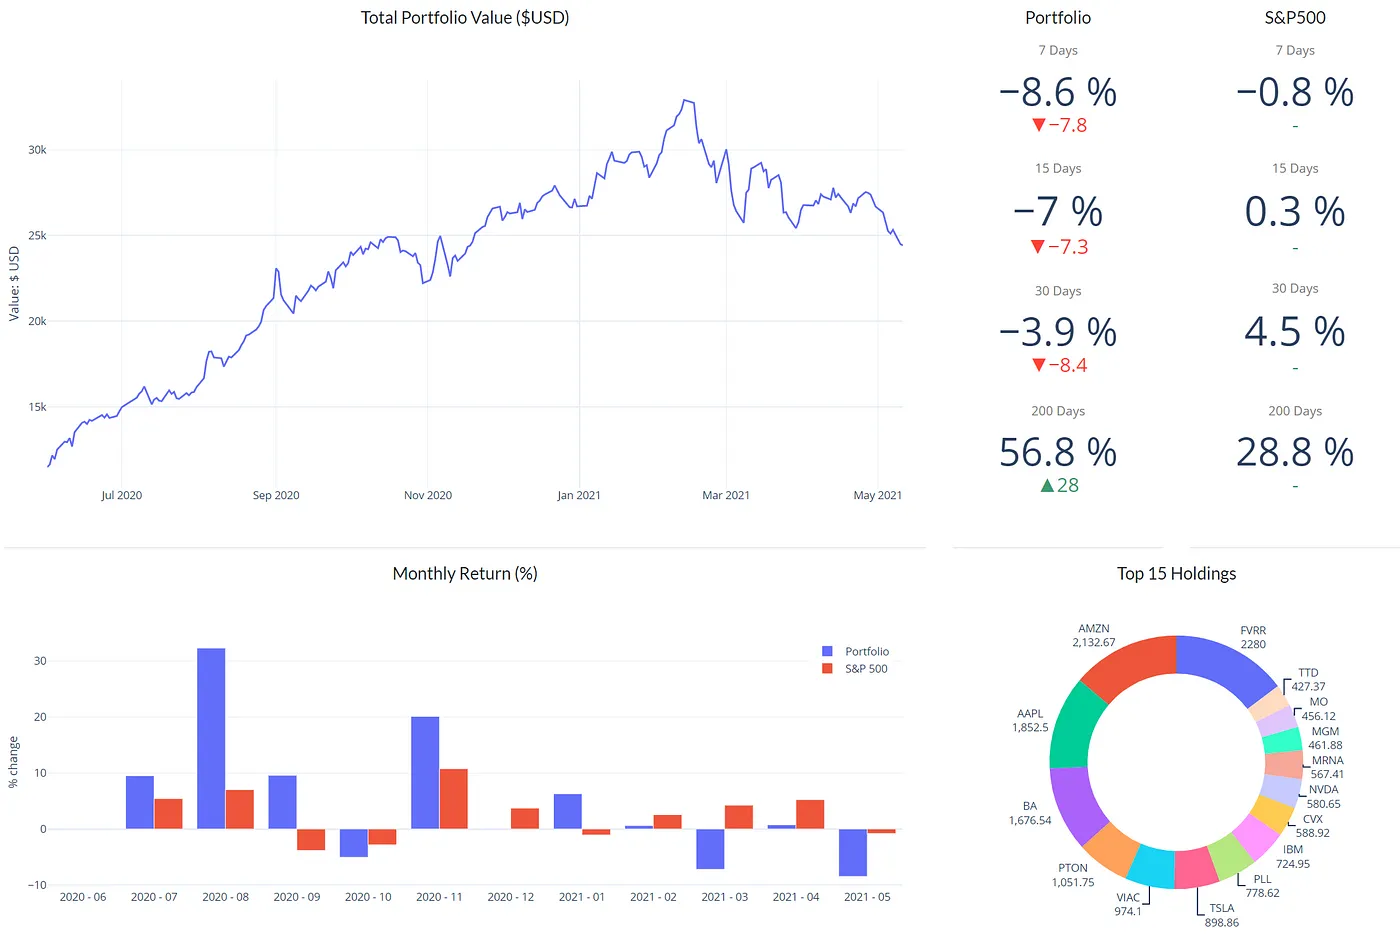 Total Portfolio Value ($USD)
Value: $ USD
30k
25k
20k
15k
Jul 2020
Sep 2020
Nov 2020
Jan 2021
Mar 2021
May 2021
Portfolio
7 Days
−8.6 %
▼−7.8
15 Days
−7 %
▼−7.3
30 Days
−3.9 %
▼−8.4
200 Days
56.8 %
▲28
S&P500
7 Days
−0.8 %
-
15 Days
0.3 %
-
30 Days
4.5 %
-
200 Days
28.8 %
-
Monthly Return (%)
% change
30
20
10
0
−10
2020 - 06
2020 - 07
2020 - 08
2020 - 09
2020 - 10
2020 - 11
2020 - 12
2021 - 01
2021 - 02
2021 - 03
2021 - 04
2021 - 05
Portfolio
S&P 500
Top 15 Holdings
FVRR
2280
TTD
427.37
MO
456.12
MGM
461.88
MRNA
567.41
NVDA
580.65
CVX
588.92
IBM
724.95
PLL
778.62
TSLA
898.86
VIAC
974.1
PTON
1,051.75
BA
1,676.54
AAPL
1,852.5
AMZN
2,132.67